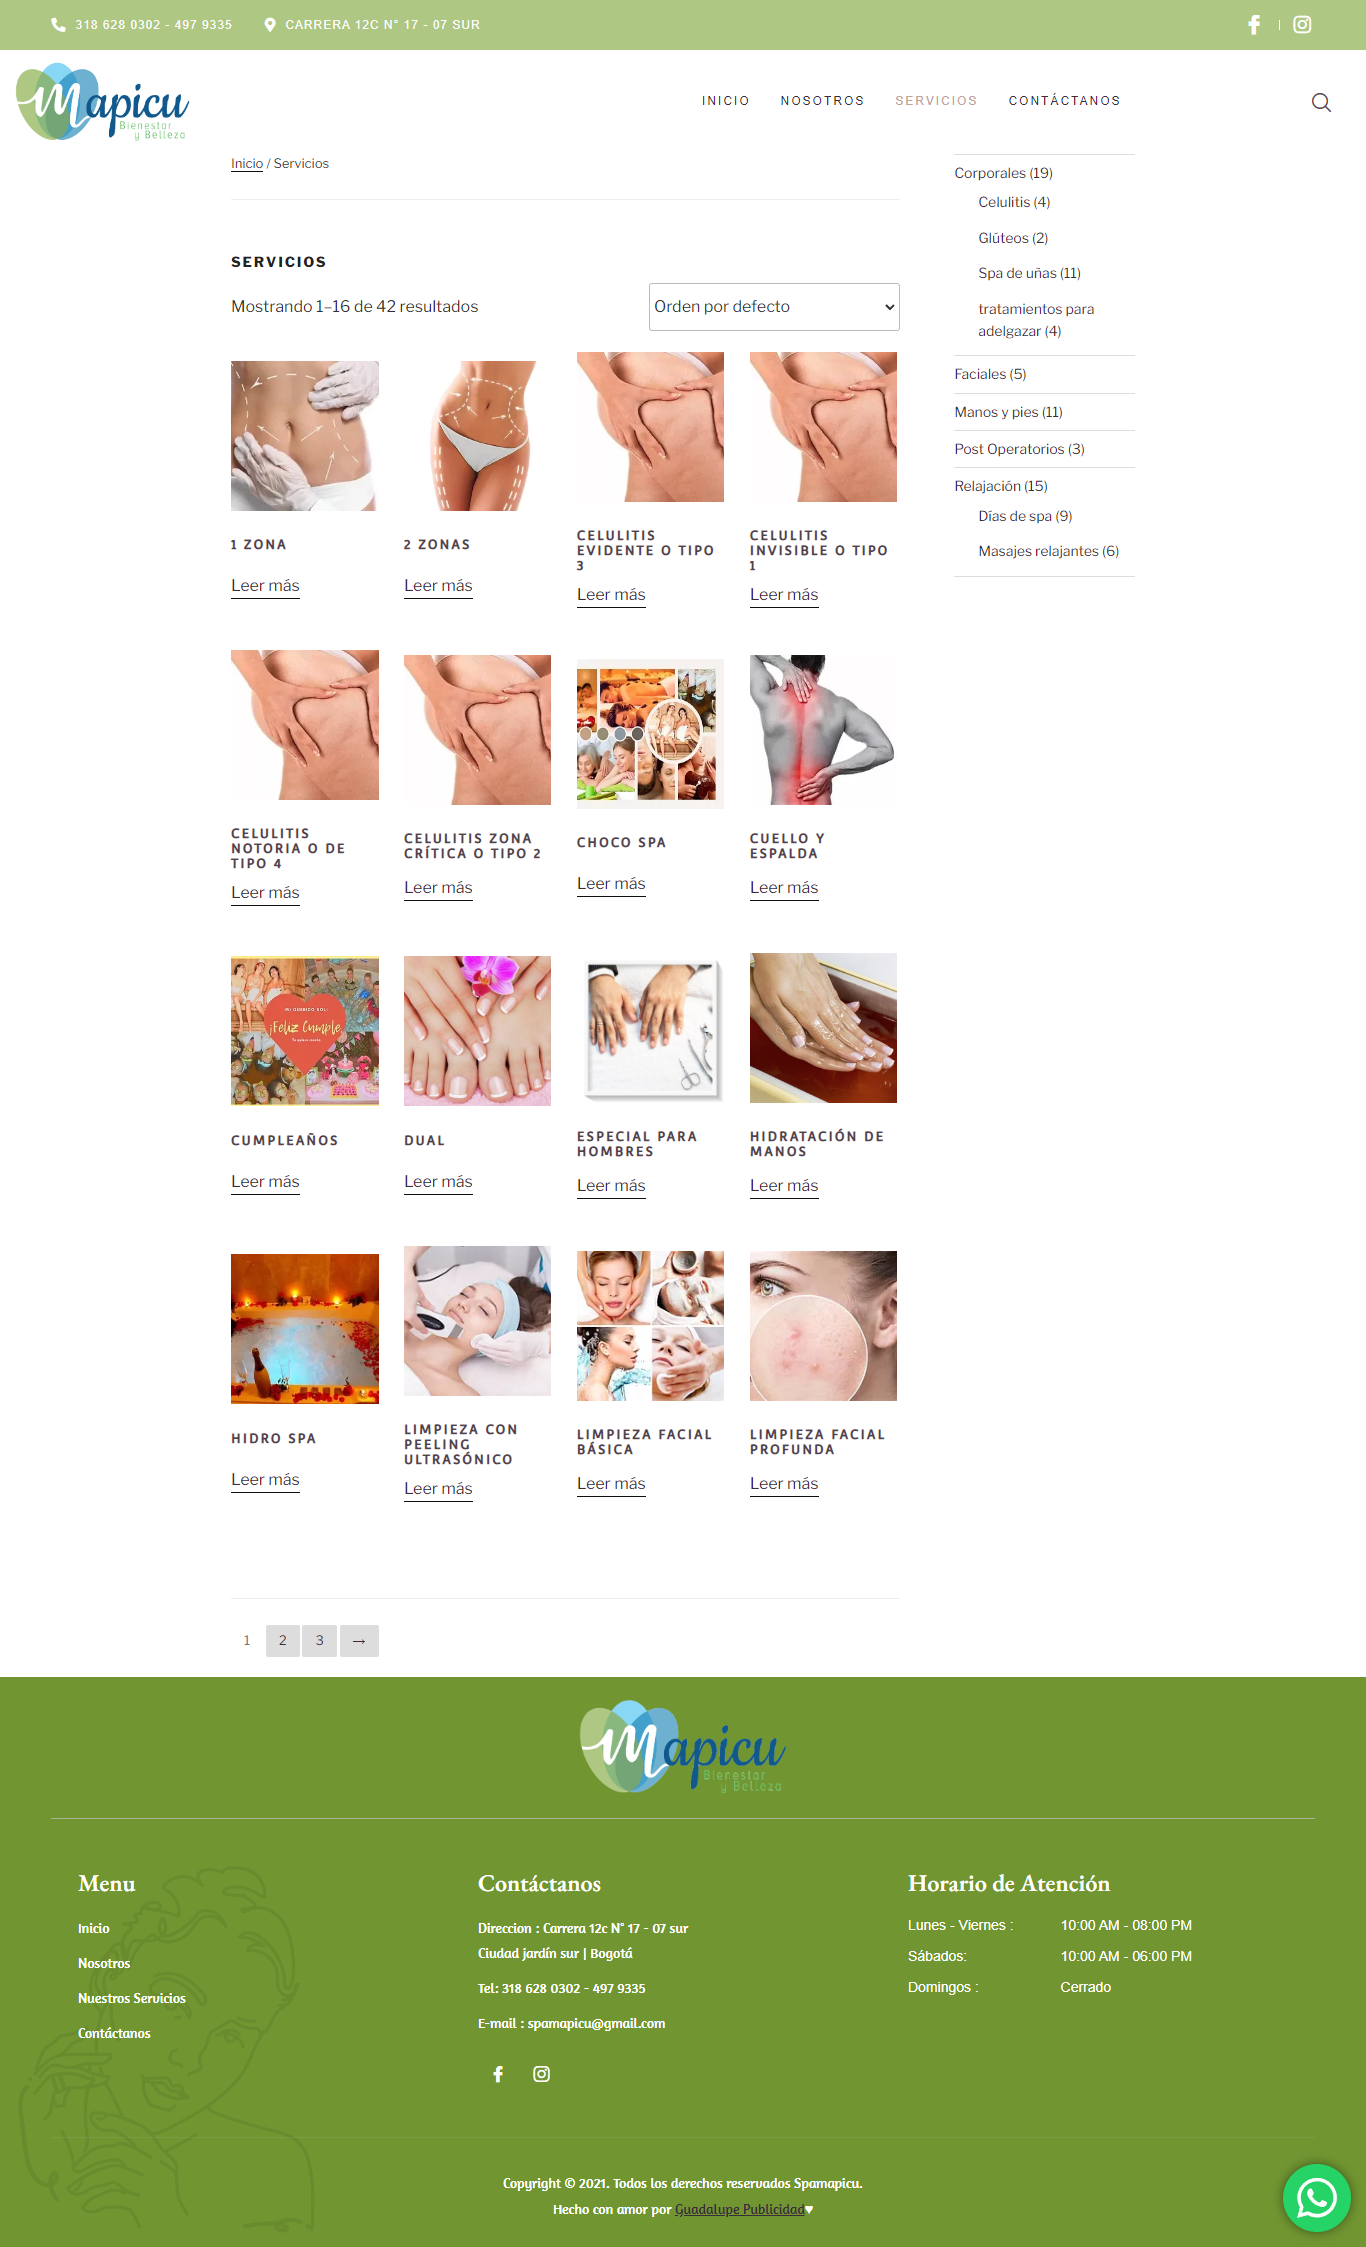 318 628 0302 - 497 9335
CARRERA 12C N° 17 - 07 SUR
Mapicu
Bienestar
y Belleza
INICIO
NOSOTROS
SERVICIOS
CONTÁCTANOS
Inicio / Servicios
SERVICIOS
Mostrando 1–16 de 42 resultados
Orden por defecto
1 ZONA
Leer más
2 ZONAS
Leer más
CELULITIS
EVIDENTE O TIPO
3
Leer más
CELULITIS
INVISIBLE O TIPO
1
Leer más
CELULITIS
NOTORIA O DE
TIPO 4
Leer más
CELULITIS ZONA
CRÍTICA O TIPO 2
Leer más
CHOCO SPA
Leer más
CUELLO Y
ESPALDA
Leer más
¡Feliz Cumple
CUMPLEAÑOS
Leer más
DUAL
Leer más
ESPECIAL PARA
HOMBRES
Leer más
HIDRATACIÓN DE
MANOS
Leer más
HIDRO SPA
Leer más
LIMPIEZA CON
PEELING
ULTRASÓNICO
Leer más
LIMPIEZA FACIAL
BÁSICA
Leer más
LIMPIEZA FACIAL
PROFUNDA
Leer más
1
2
3
→
Corporales (19)
Celulitis (4)
Glúteos (2)
Spa de uñas (11)
tratamientos para
adelgazar (4)
Faciales (5)
Manos y pies (11)
Post Operatorios (3)
Relajación (15)
Días de spa (9)
Masajes relajantes (6)
Mapicu
Bienestar
y Belleza
Menu
Inicio
Nosotros
Nuestros Servicios
Contáctanos
Contáctanos
Direccion : Carrera 12c N° 17 - 07 sur
Ciudad jardín sur | Bogotá
Tel: 318 628 0302 - 497 9335
E-mail : spamapicu@gmail.com
Horario de Atención
Lunes - Viernes : 10:00 AM - 08:00 PM
Sábados: 10:00 AM - 06:00 PM
Domingos : Cerrado
Copyright © 2021. Todos los derechos reservados Spamapicu.
Hecho con amor por Guadalupe Publicidad♥